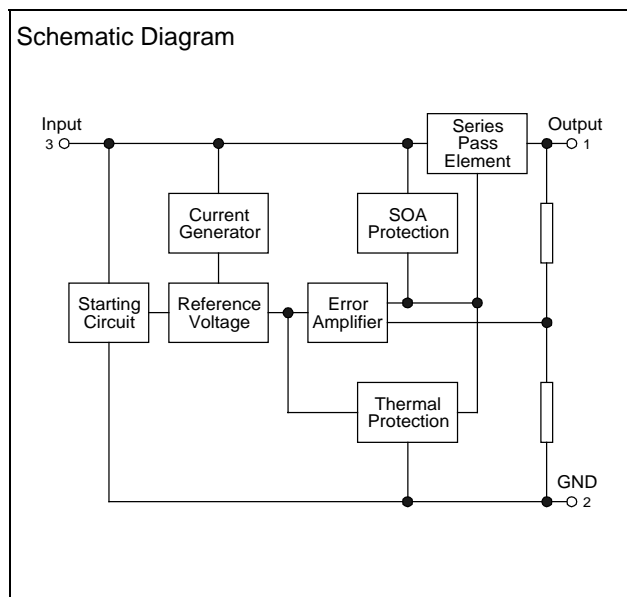 Schematic Diagram
Input
3
Series
Pass
Element
Output
1
Current
Generator
SOA
Protection
Starting
Circuit
Reference
Voltage
Error
Amplifier
Thermal
Protection
GND
2